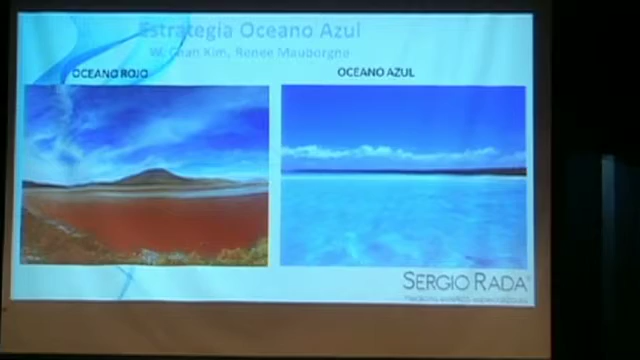 Estrategia Oceano Azul
W. Chan Kim, Renee Mauborgne
OCEANO ROJO
OCEANO AZUL
SERGIO RADA